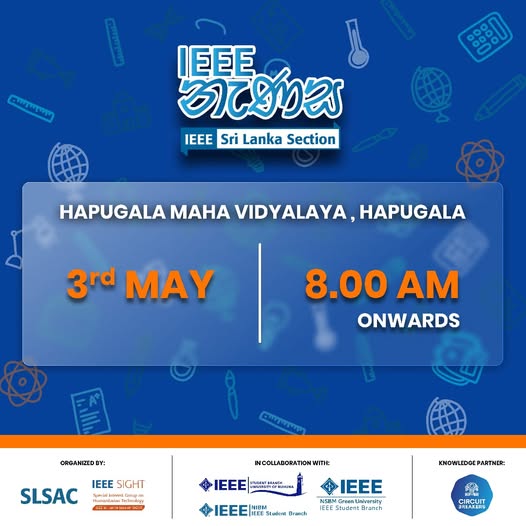 IEEE
නැණස
IEEE Sri Lanka Section
HAPUGALA MAHA VIDYALAYA , HAPUGALA
3rd MAY
8.00 AM
ONWARDS
ORGANIZED BY:
IN COLLABORATION WITH:
KNOWLEDGE PARTNER:
SLSAC
IEEE SIGHT
Special Interest Group on
Humanitarian Technology
IEEE STUDENT BRANCH
UNIVERSITY OF RUHUNA
IEEE
NSBM Green University
IEEE Student Branch
IEEE NIBM
IEEE Student Branch
CIRCUIT
BREAKERS